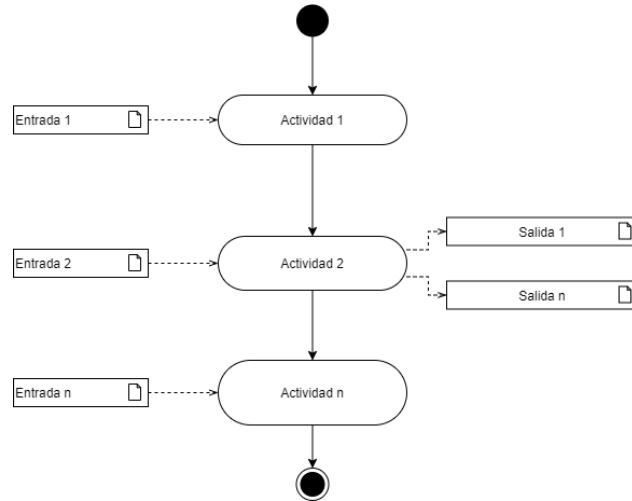 Entrada 1
Actividad 1
Entrada 2
Actividad 2
Salida 1
Salida n
Entrada n
Actividad n